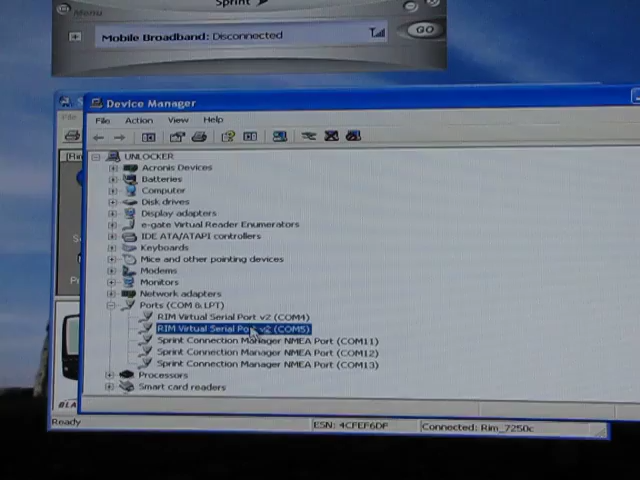 Sprint
Menu
Mobile Broadband: Disconnected
GO
Device Manager
File Action View Help
UNLOCKER
Acronis Devices
Batteries
Computer
Disk drives
Display adapters
e-gate Virtual Reader Enumerators
IDE ATA/ATAPI controllers
Keyboards
Mice and other pointing devices
Modems
Monitors
Network adapters
Ports (COM & LPT)
RIM Virtual Serial Port v2 (COM4)
RIM Virtual Serial Port v2 (COM5)
Sprint Connection Manager NMEA Port (COM11)
Sprint Connection Manager NMEA Port (COM12)
Sprint Connection Manager NMEA Port (COM13)
Processors
Smart card readers
Ready
ESN: 4CFEF6DF
Connected: Rim_7250c